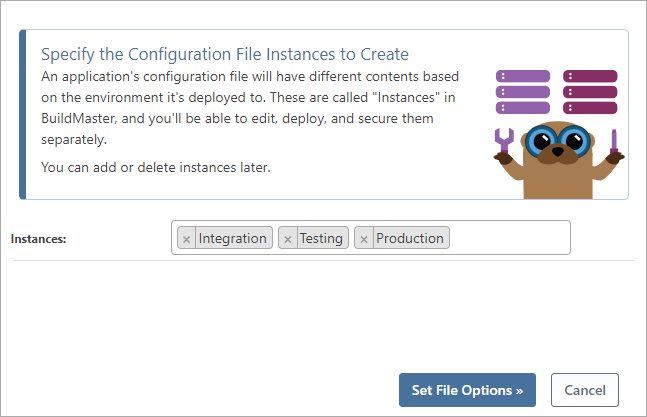 Specify the Configuration File Instances to Create
An application's configuration file will have different contents based
on the environment it's deployed to. These are called "Instances" in
BuildMaster, and you'll be able to edit, deploy, and secure them
separately.
You can add or delete instances later.
Instances: × Integration × Testing × Production
Set File Options » Cancel